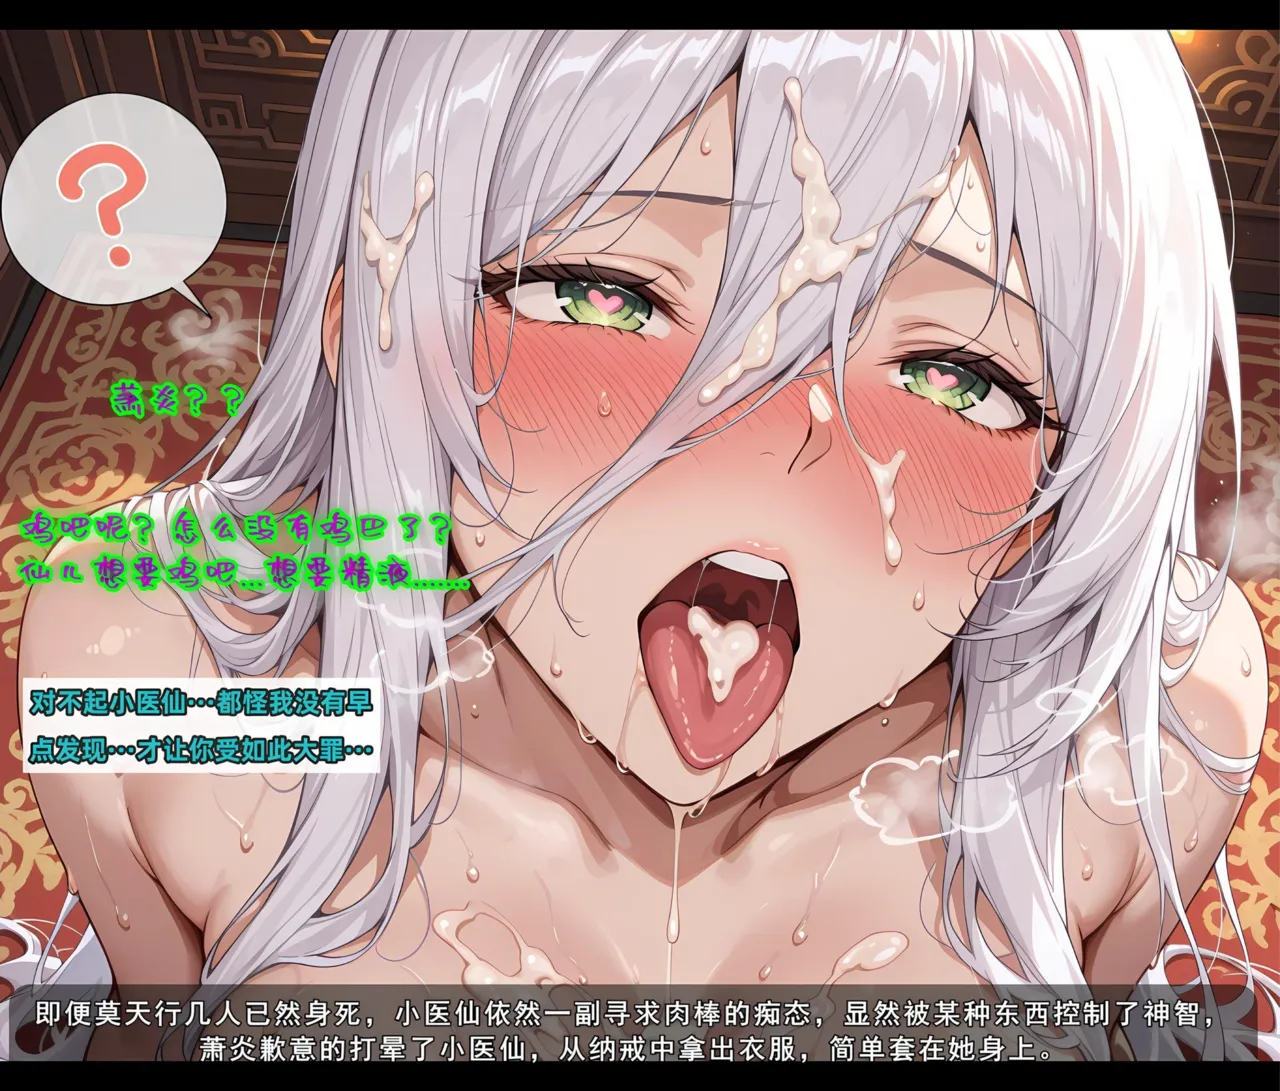 ?
萧炎？？
鸡吧呢？怎么没有鸡巴了？
仙儿想要鸡吧...想要精液.......
对不起小医仙···都怪我没有早
点发现···才让你受如此大罪···
即便莫天行几人已然身死，小医仙依然一副寻求肉棒的痴态，显然被某种东西控制了神智，
萧炎歉意的打晕了小医仙，从纳戒中拿出衣服，简单套在她身上。